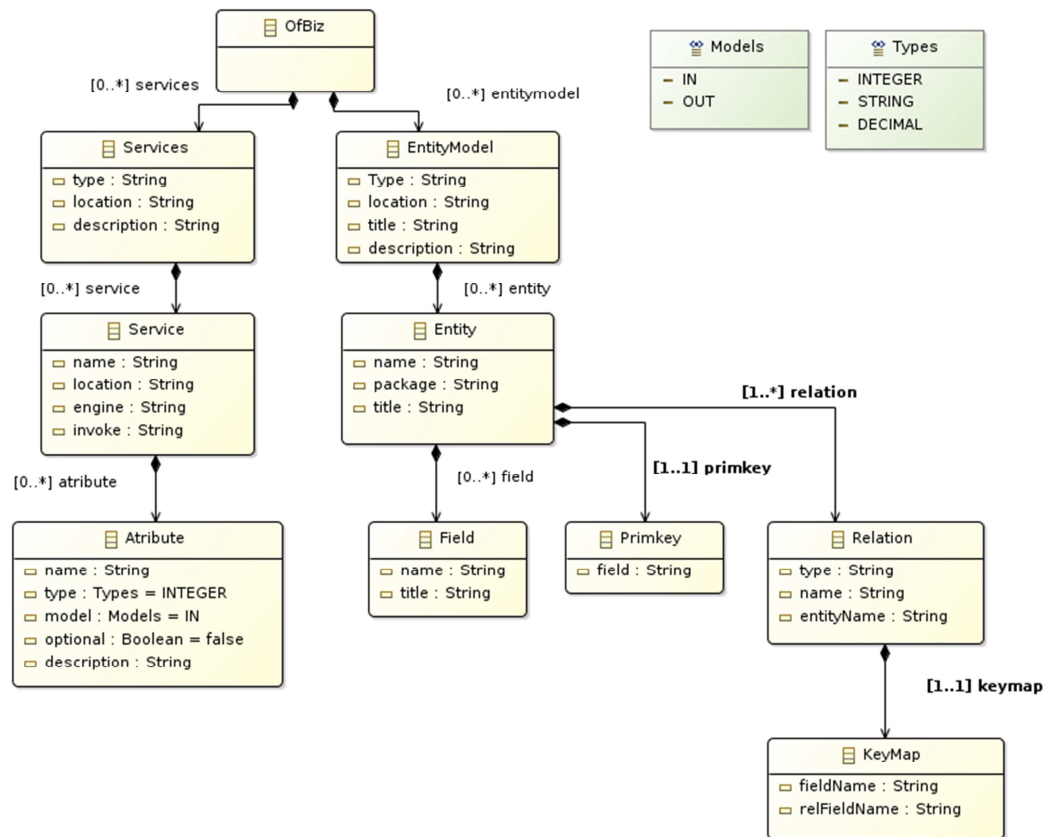 OfBiz
[0..*] services
[0..*] entitymodel
Models
– IN
– OUT
Types
– INTEGER
– STRING
– DECIMAL
Services
type : String
location : String
description : String
EntityModel
Type : String
location : String
title : String
description : String
[0..*] service
[0..*] entity
Service
name : String
location : String
engine : String
invoke : String
Entity
name : String
package : String
title : String
[1..*] relation
[1..1] primkey
[0..*] field
[0..*] atribute
Atribute
name : String
type : Types = INTEGER
model : Models = IN
optional : Boolean = false
description : String
Field
name : String
title : String
Primkey
field : String
Relation
type : String
name : String
entityName : String
[1..1] keymap
KeyMap
fieldName : String
relFieldName : String